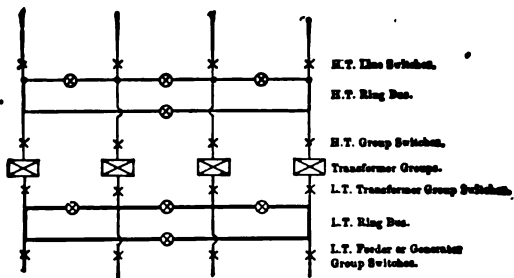 H.T. Line Switches.
H.T. Ring Bus.
H.T. Group Switches.
Transformer Groups.
L.T. Transformer Group Switches.
L.T. Ring Bus.
L.T. Feeder or Generator
Group Switches.